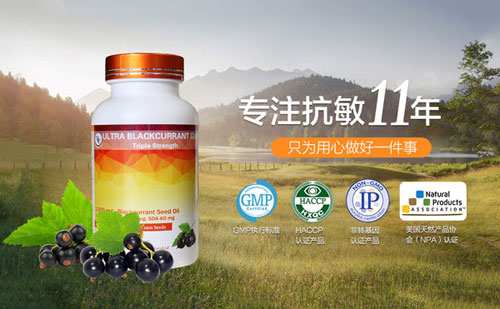 专注抗敏11年
只为用心做好一件事
ULTRA BLACKCURRANT
Triple Strength
Blackcurrant Seed Oil
SDA-60 mg
GMP
Certified
GMP执行标准
HACCP
HXQC
HACCP
认证产品
NON-GMO
IP
非转基因
认证产品
Natural
Products
ASSOCIATION
美国天然产品协
会（NPA）认证